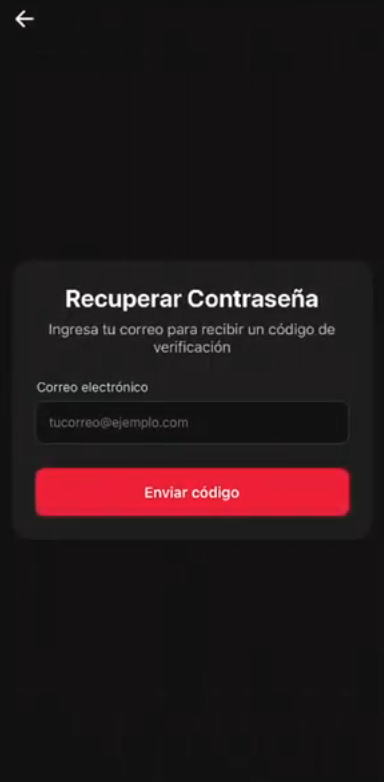 Recuperar Contraseña
Ingresa tu correo para recibir un código de
verificación
Correo electrónico
tucorreo@ejemplo.com
Enviar código